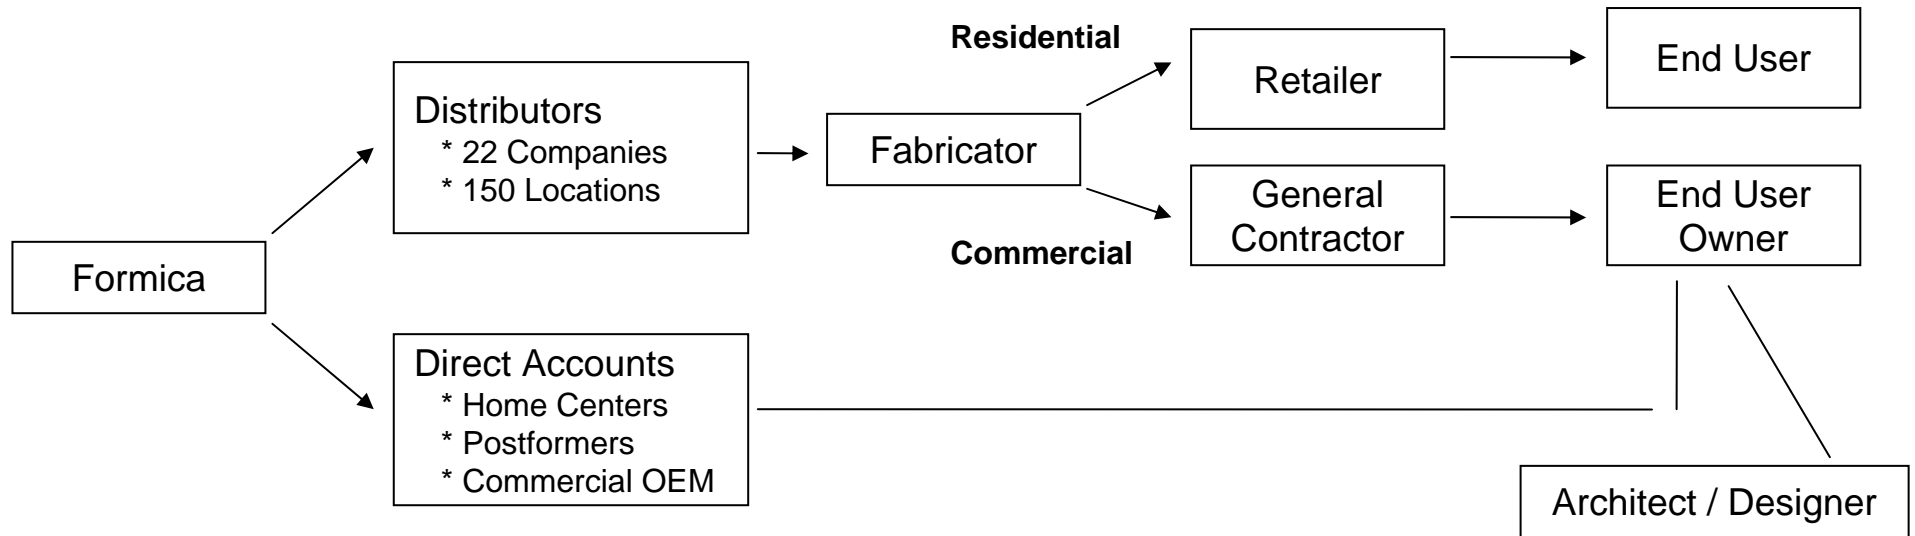 Formica
Distributors
* 22 Companies
* 150 Locations
Direct Accounts
* Home Centers
* Postformers
* Commercial OEM
Fabricator
Residential
Commercial
Retailer
General
Contractor
End User
End User
Owner
Architect / Designer